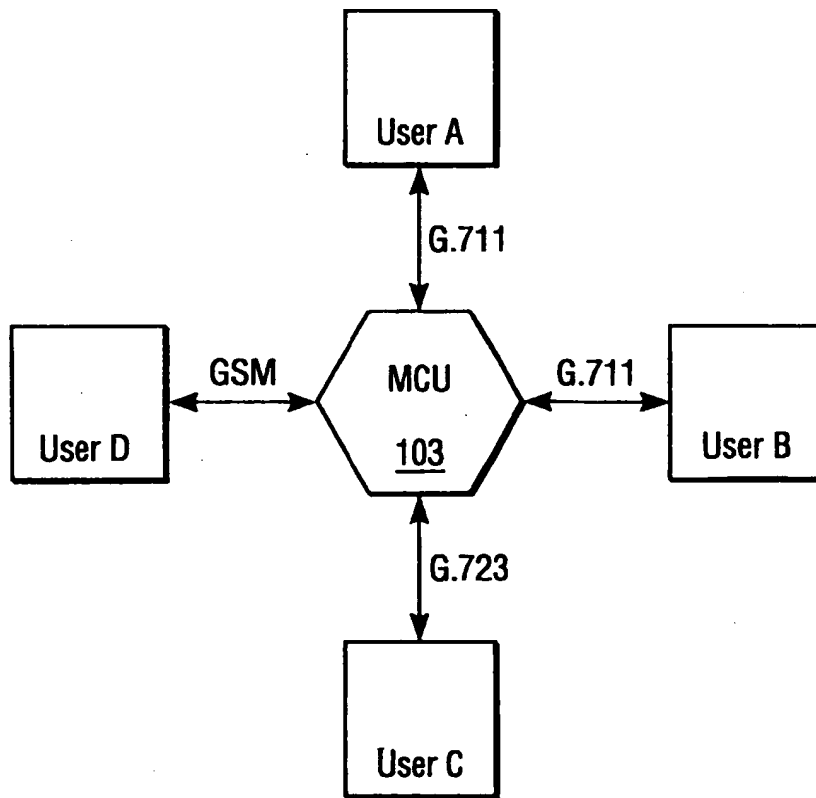 User A
G.711
GSM
MCU
G.711
User D
103
User B
G.723
User C